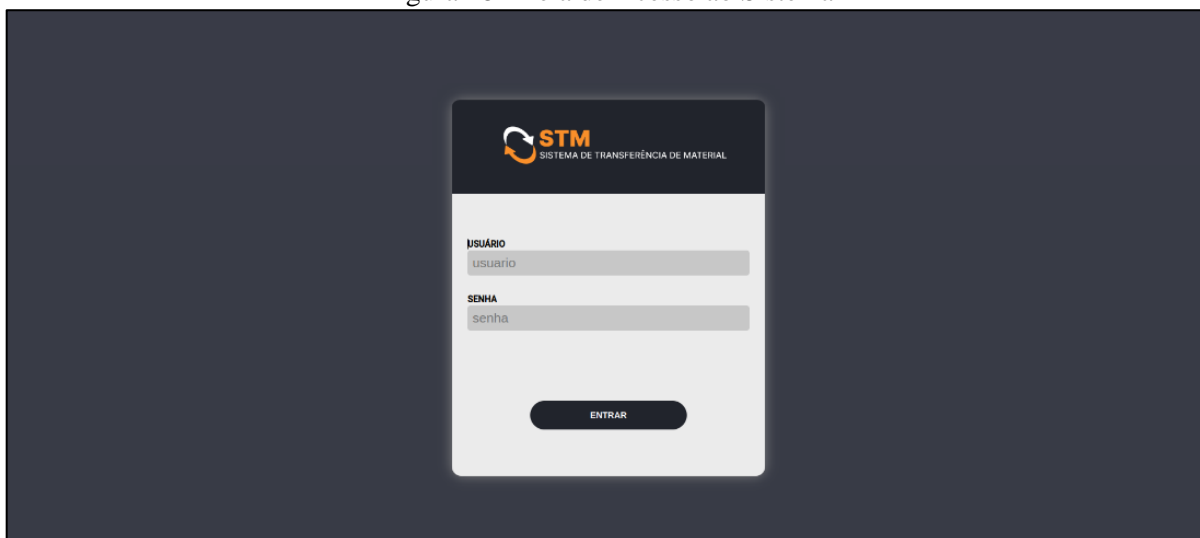 STM
SISTEMA DE TRANSFERÊNCIA DE MATERIAL
USUÁRIO
usuario
SENHA
senha
ENTRAR